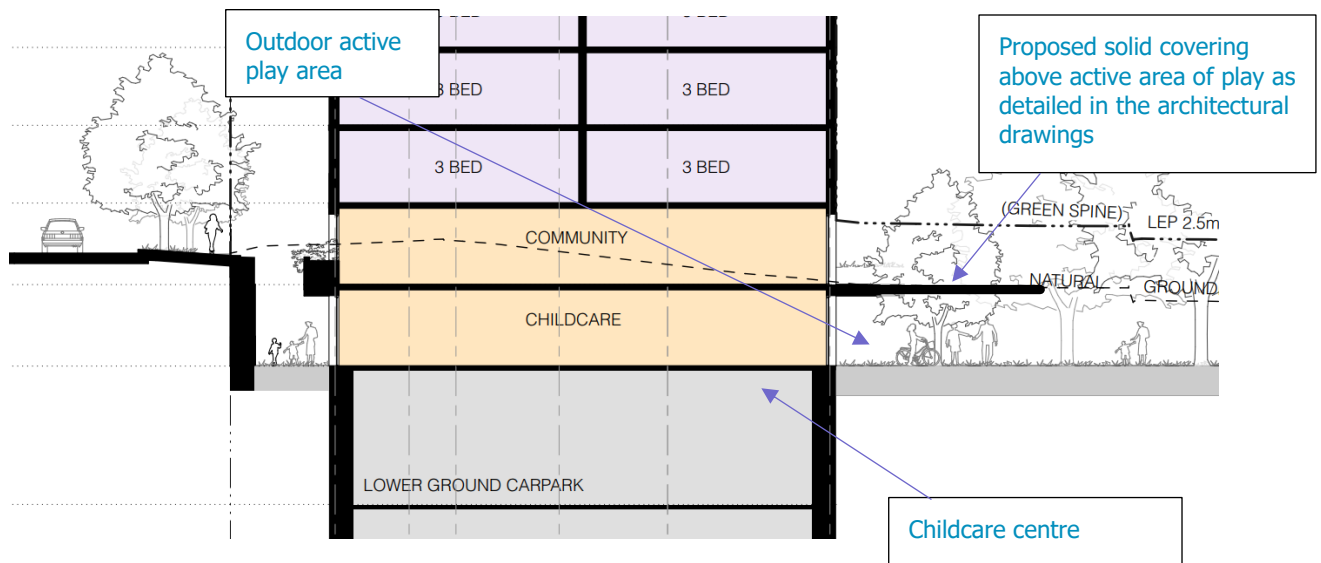 Outdoor active
play area
Proposed solid covering
above active area of play as
detailed in the architectural
drawings
3 BED
3 BED
3 BED
3 BED
(GREEN SPINE)
LEP 2.5m
COMMUNITY
NATURAL
GROUND
CHILDCARE
LOWER GROUND CARPARK
Childcare centre